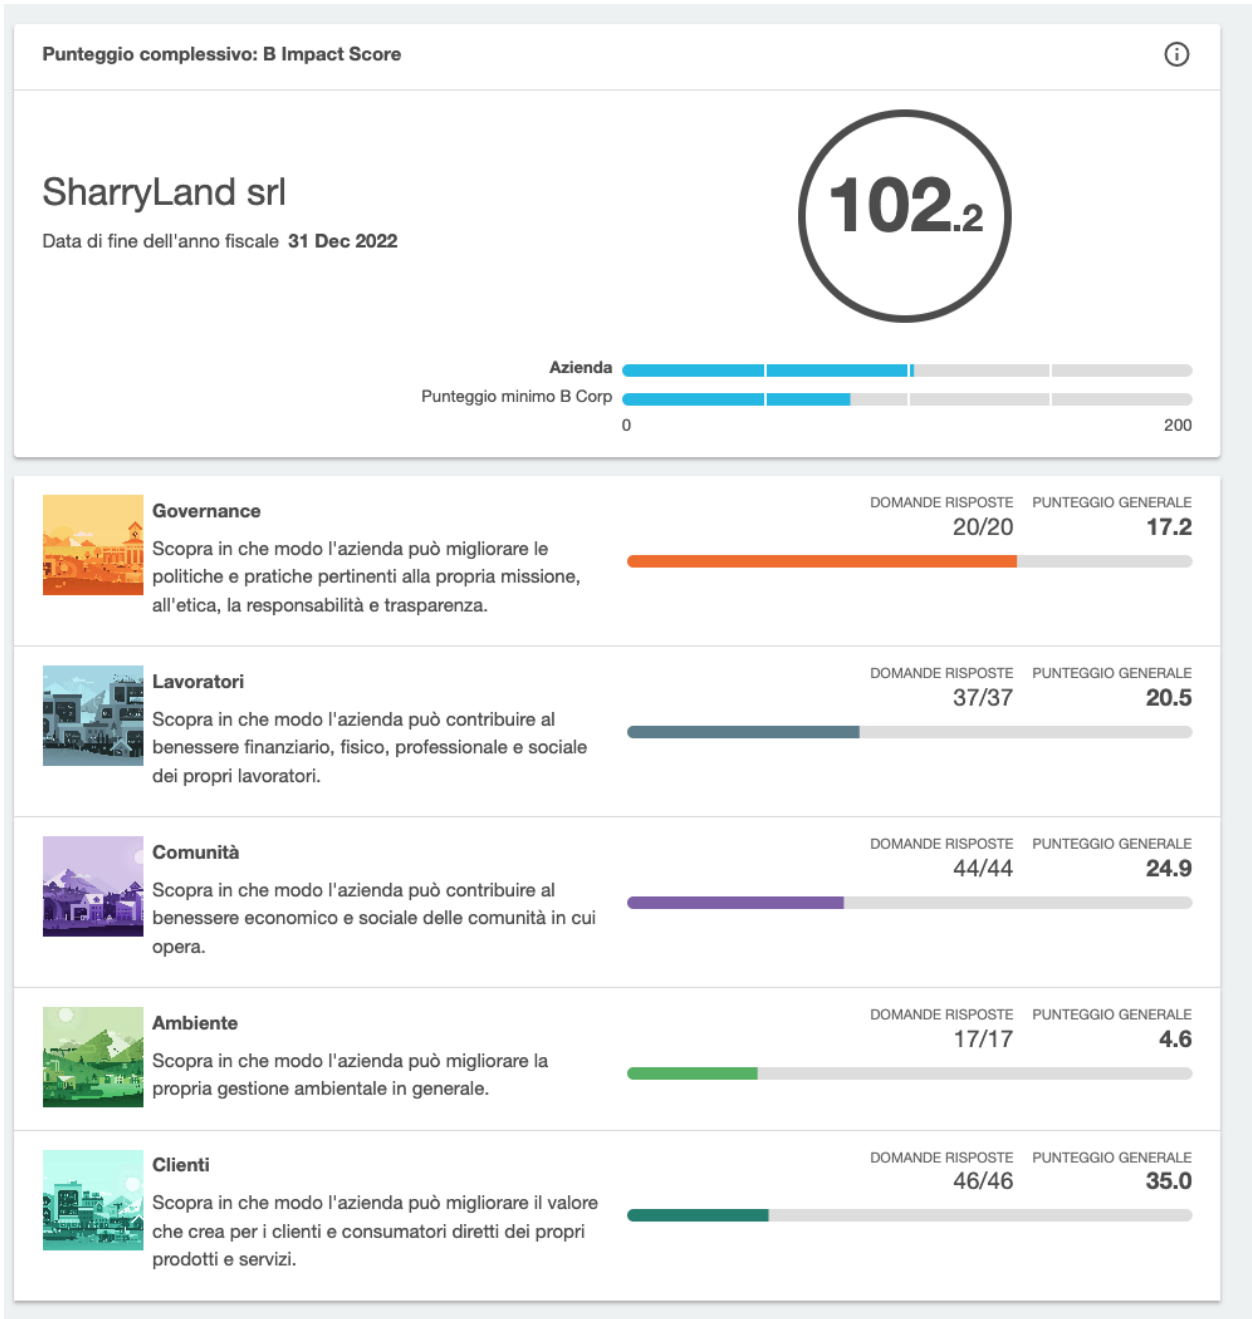 Punteggio complessivo: B Impact Score
SharryLand srl
Data di fine dell'anno fiscale 31 Dec 2022
102.2
Azienda
Punteggio minimo B Corp
0 200
Governance
Scopra in che modo l'azienda può migliorare le
politiche e pratiche pertinenti alla propria missione,
all'etica, la responsabilità e trasparenza.
DOMANDE RISPOSTE PUNTEGGIO GENERALE
20/20 17.2
Lavoratori
Scopra in che modo l'azienda può contribuire al
benessere finanziario, fisico, professionale e sociale
dei propri lavoratori.
DOMANDE RISPOSTE PUNTEGGIO GENERALE
37/37 20.5
Comunità
Scopra in che modo l'azienda può contribuire al
benessere economico e sociale delle comunità in cui
opera.
DOMANDE RISPOSTE PUNTEGGIO GENERALE
44/44 24.9
Ambiente
Scopra in che modo l'azienda può migliorare la
propria gestione ambientale in generale.
DOMANDE RISPOSTE PUNTEGGIO GENERALE
17/17 4.6
Clienti
Scopra in che modo l'azienda può migliorare il valore
che crea per i clienti e consumatori diretti dei propri
prodotti e servizi.
DOMANDE RISPOSTE PUNTEGGIO GENERALE
46/46 35.0